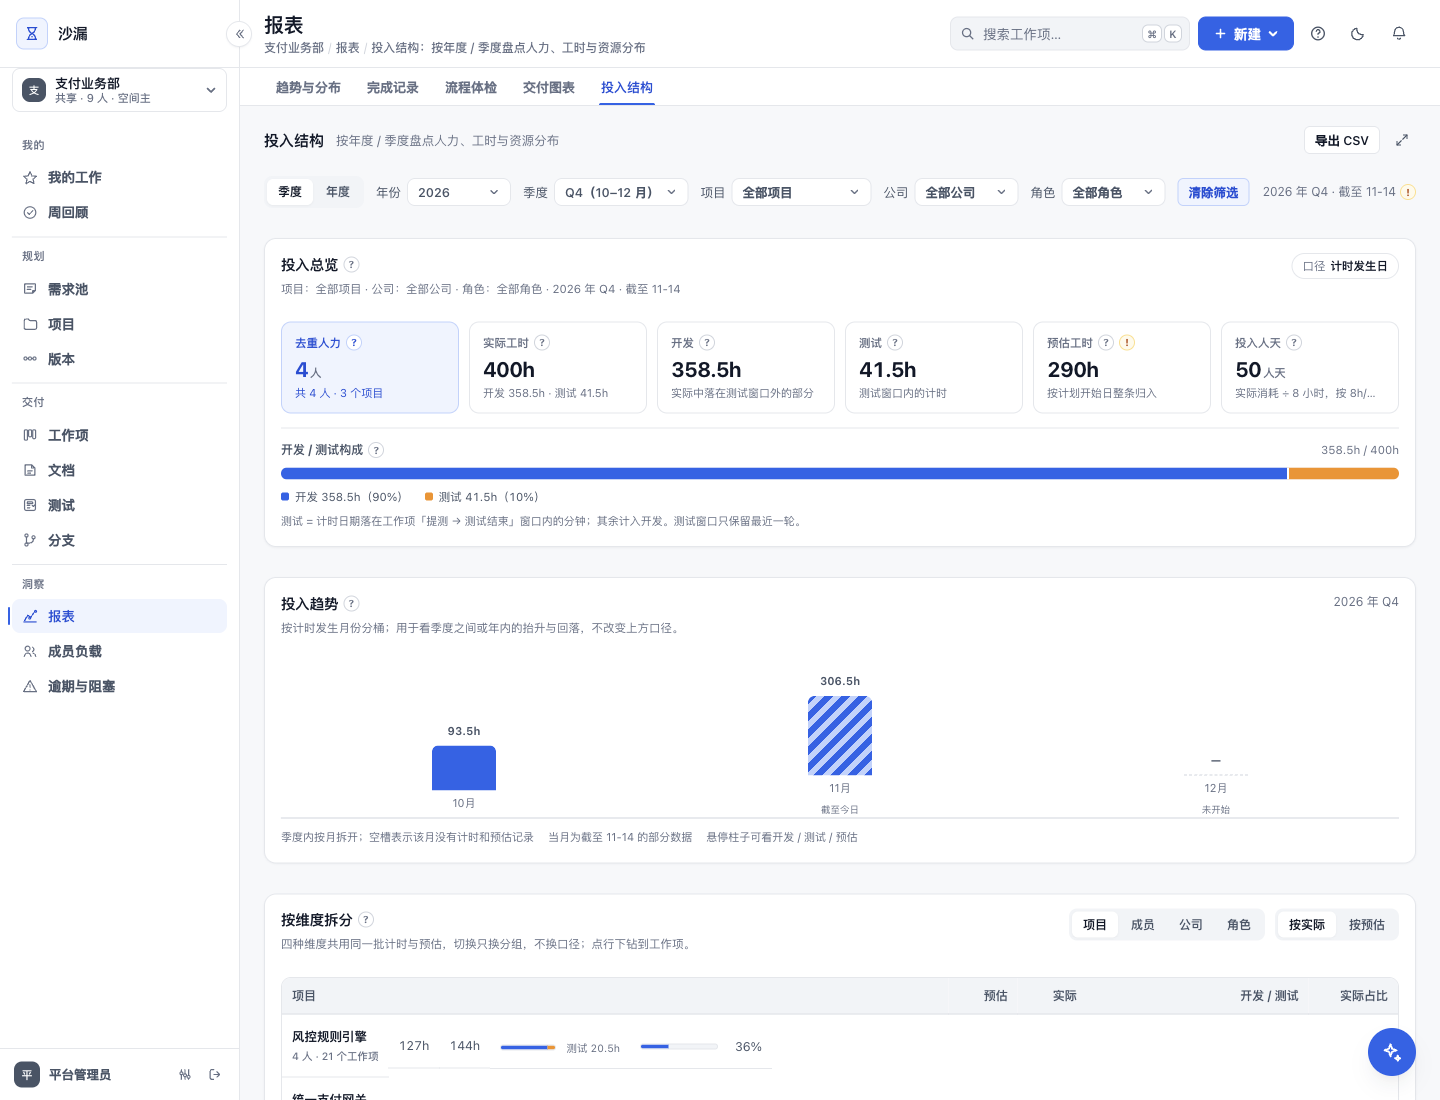 沙漏
报表
支付业务部 / 报表 / 投入结构：按年度 / 季度盘点人力、工时与资源分布
搜索工作项... ⌘ K
+ 新建
支 支付业务部
共享 · 9 人 · 空间主
趋势与分布 完成记录 流程体检 交付图表 投入结构
我的
我的工作
周回顾
规划
需求池
项目
版本
交付
工作项
文档
测试
分支
洞察
报表
成员负载
逾期与阻塞
平 平台管理员
投入结构 按年度 / 季度盘点人力、工时与资源分布
导出 CSV
季度 年度 年份 2026 季度 Q4（10–12 月） 项目 全部项目 公司 全部公司 角色 全部角色 清除筛选 2026 年 Q4 · 截至 11-14 !
投入总览 ?
口径 计时发生日
项目：全部项目 · 公司：全部公司 · 角色：全部角色 · 2026 年 Q4 · 截至 11-14
去重人力 ?
4人
共 4 人 · 3 个项目
实际工时 ?
400h
开发 358.5h · 测试 41.5h
开发 ?
358.5h
实际中落在测试窗口外的部分
测试 ?
41.5h
测试窗口内的计时
预估工时 ? !
290h
按计划开始日整条归入
投入人天 ?
50人天
实际消耗 ÷ 8 小时，按 8h/...
开发 / 测试构成 ?
358.5h / 400h
开发 358.5h（90%） 测试 41.5h（10%）
测试 = 计时日期落在工作项「提测 → 测试结束」窗口内的分钟；其余计入开发。测试窗口只保留最近一轮。
投入趋势 ?
2026 年 Q4
按计时发生月份分桶；用于看季度之间或年内的抬升与回落，不改变上方口径。
93.5h
10月
306.5h
11月
截至今日
—
12月
未开始
季度内按月拆开；空槽表示该月没有计时和预估记录 当月为截至 11-14 的部分数据 悬停柱子可看开发 / 测试 / 预估
按维度拆分 ?
项目 成员 公司 角色 按实际 按预估
四种维度共用同一批计时与预估，切换只换分组，不换口径；点行下钻到工作项。
项目 预估 实际 开发 / 测试 实际占比
风控规则引擎
4 人 · 21 个工作项
127h 144h 测试 20.5h 36%
统一支付网关